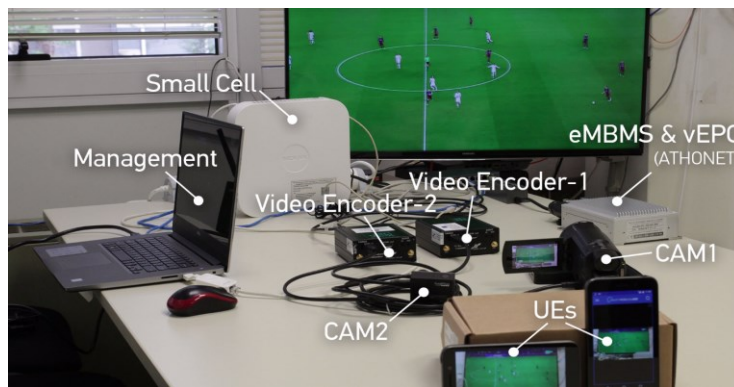 Small Cell
eMBMS & vEPC
(ATHONET
Management
Video Encoder-1
Video Encoder-2
CAM1
CAM2
UEs